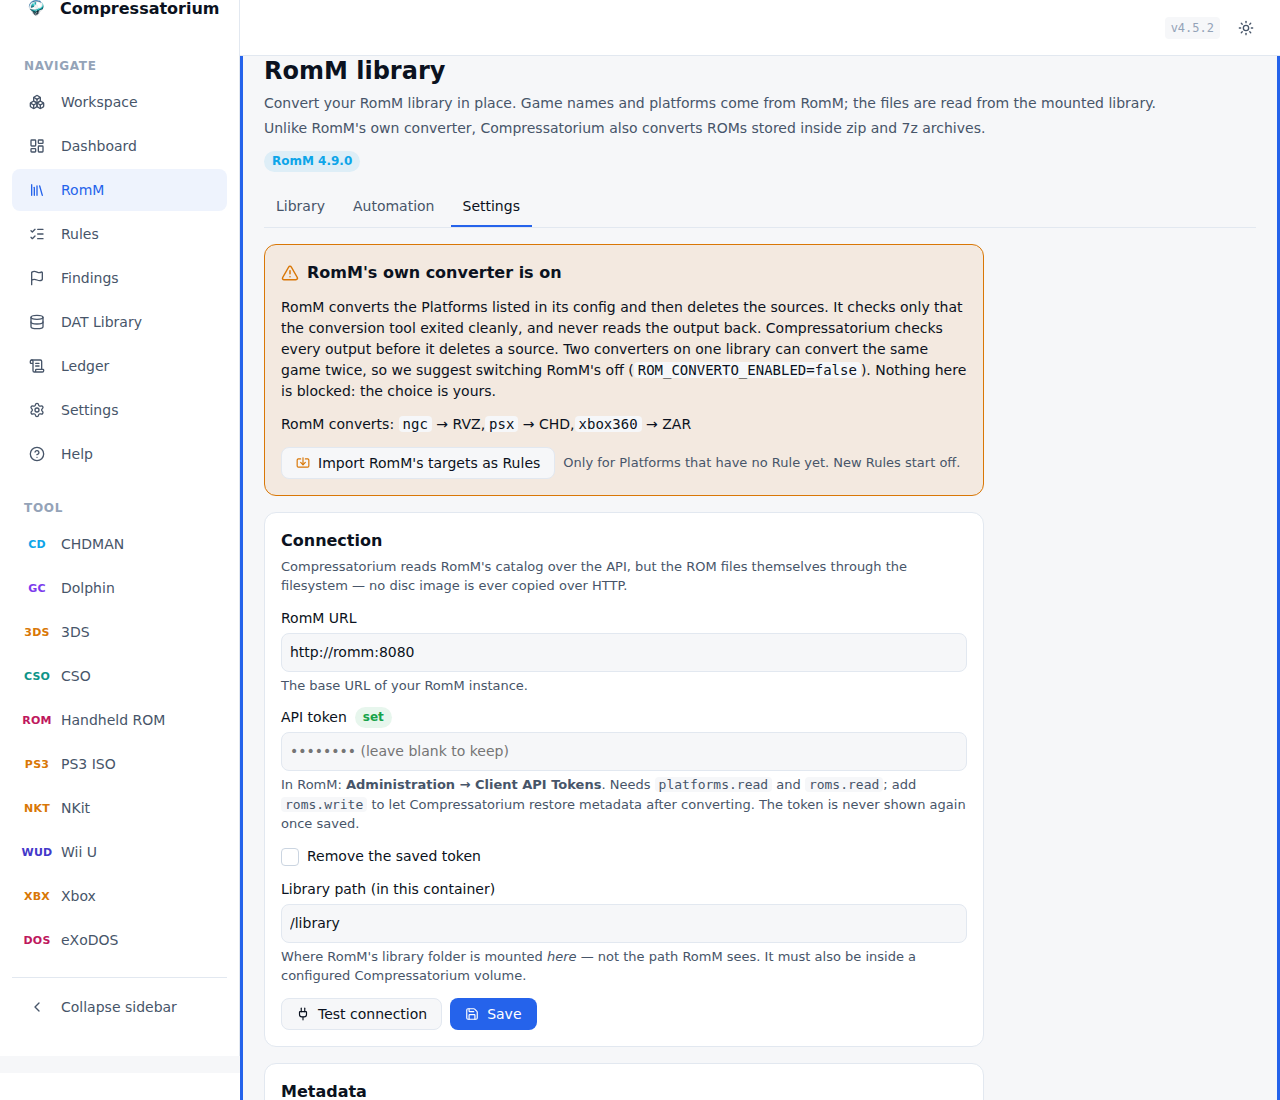 Compressatorium
v4.5.2
NAVIGATE
Workspace
Dashboard
RomM
Rules
Findings
DAT Library
Ledger
Settings
Help
TOOL
CD CHDMAN
GC Dolphin
3DS 3DS
CSO CSO
ROM Handheld ROM
PS3 PS3 ISO
NKT NKit
WUD Wii U
XBX Xbox
DOS eXoDOS
Collapse sidebar
RomM library
Convert your RomM library in place. Game names and platforms come from RomM; the files are read from the mounted library.
Unlike RomM's own converter, Compressatorium also converts ROMs stored inside zip and 7z archives.
RomM 4.9.0
Library Automation Settings
RomM's own converter is on
RomM converts the Platforms listed in its config and then deletes the sources. It checks only that
the conversion tool exited cleanly, and never reads the output back. Compressatorium checks
every output before it deletes a source. Two converters on one library can convert the same
game twice, so we suggest switching RomM's off ( ROM_CONVERTO_ENABLED=false ). Nothing here
is blocked: the choice is yours.
RomM converts: ngc → RVZ, psx → CHD, xbox360 → ZAR
Import RomM's targets as Rules Only for Platforms that have no Rule yet. New Rules start off.
Connection
Compressatorium reads RomM's catalog over the API, but the ROM files themselves through the
filesystem — no disc image is ever copied over HTTP.
RomM URL
http://romm:8080
The base URL of your RomM instance.
API token set
•••••••• (leave blank to keep)
In RomM: Administration → Client API Tokens. Needs platforms.read and roms.read ; add
roms.write to let Compressatorium restore metadata after converting. The token is never shown again
once saved.
Remove the saved token
Library path (in this container)
/library
Where RomM's library folder is mounted here — not the path RomM sees. It must also be inside a
configured Compressatorium volume.
Test connection Save
Metadata